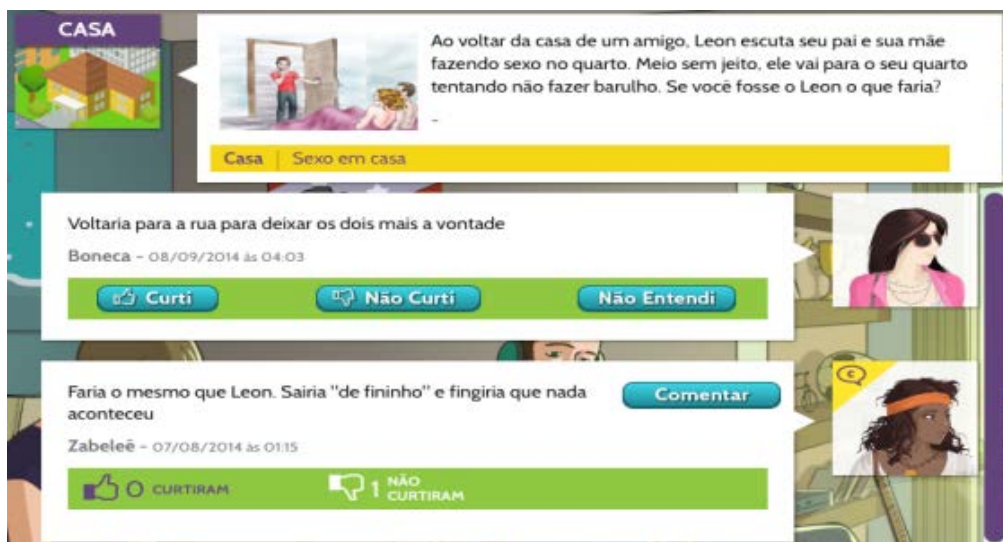 CASA
Ao voltar da casa de um amigo, Leon escuta seu pai e sua mãe
fazendo sexo no quarto. Meio sem jeito, ele vai para o seu quarto
tentando não fazer barulho. Se você fosse o Leon o que faria?
-
Casa | Sexo em casa
Voltaria para a rua para deixar os dois mais a vontade
Boneca - 08/09/2014 às 04:03
Curti
Não Curti
Não Entendi
Faria o mesmo que Leon. Sairia "de fininho" e fingiria que nada
aconteceu
Comentar
Zabeleê - 07/08/2014 às 01:15
0 CURTIRAM
1 NÃO
CURTIRAM